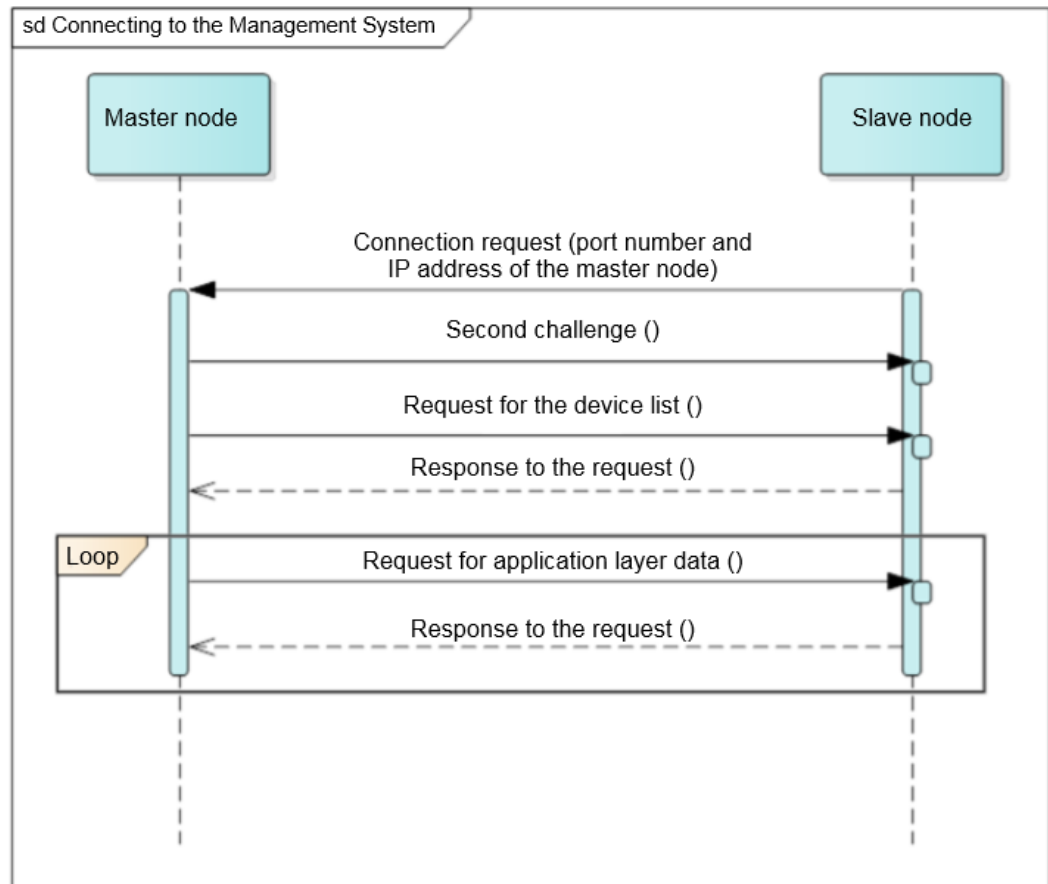 sd Connecting to the Management System
Master node
Slave node
Connection request (port number and
IP address of the master node)
Second challenge ()
Request for the device list ()
Response to the request ()
Loop
Request for application layer data ()
Response to the request ()